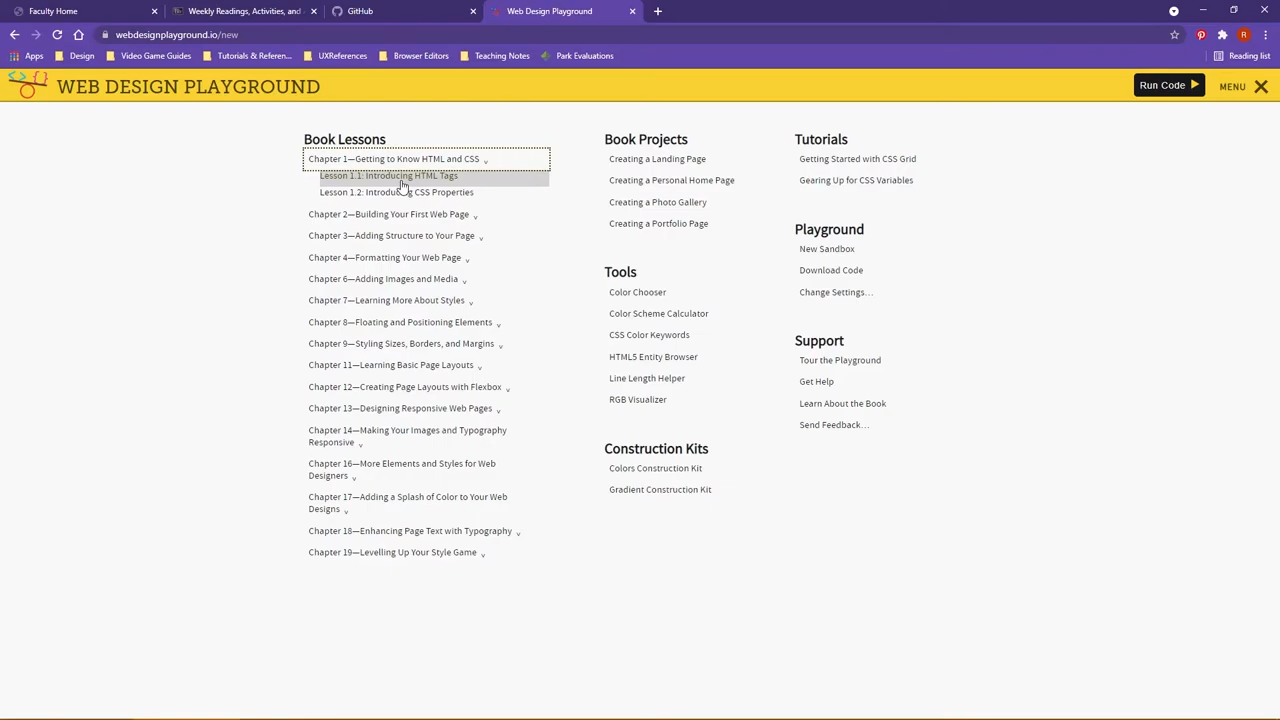 Faculty Home
Weekly Readings, Activities, and
GitHub
Web Design Playground
webdesignplayground.io/new
Apps
Design
Video Game Guides
Tutorials & Referen...
UXReferences
Browser Editors
Teaching Notes
Park Evaluations
Reading list
WEB DESIGN PLAYGROUND
Run Code
MENU
Book Lessons
Chapter 1—Getting to Know HTML and CSS
Lesson 1.1: Introducing HTML Tags
Lesson 1.2: Introducing CSS Properties
Chapter 2—Building Your First Web Page
Chapter 3—Adding Structure to Your Page
Chapter 4—Formatting Your Web Page
Chapter 6—Adding Images and Media
Chapter 7—Learning More About Styles
Chapter 8—Floating and Positioning Elements
Chapter 9—Styling Sizes, Borders, and Margins
Chapter 11—Learning Basic Page Layouts
Chapter 12—Creating Page Layouts with Flexbox
Chapter 13—Designing Responsive Web Pages
Chapter 14—Making Your Images and Typography
Responsive
Chapter 16—More Elements and Styles for Web
Designers
Chapter 17—Adding a Splash of Color to Your Web
Designs
Chapter 18—Enhancing Page Text with Typography
Chapter 19—Levelling Up Your Style Game
Book Projects
Creating a Landing Page
Creating a Personal Home Page
Creating a Photo Gallery
Creating a Portfolio Page
Tools
Color Chooser
Color Scheme Calculator
CSS Color Keywords
HTML5 Entity Browser
Line Length Helper
RGB Visualizer
Construction Kits
Colors Construction Kit
Gradient Construction Kit
Tutorials
Getting Started with CSS Grid
Gearing Up for CSS Variables
Playground
New Sandbox
Download Code
Change Settings…
Support
Tour the Playground
Get Help
Learn About the Book
Send Feedback…